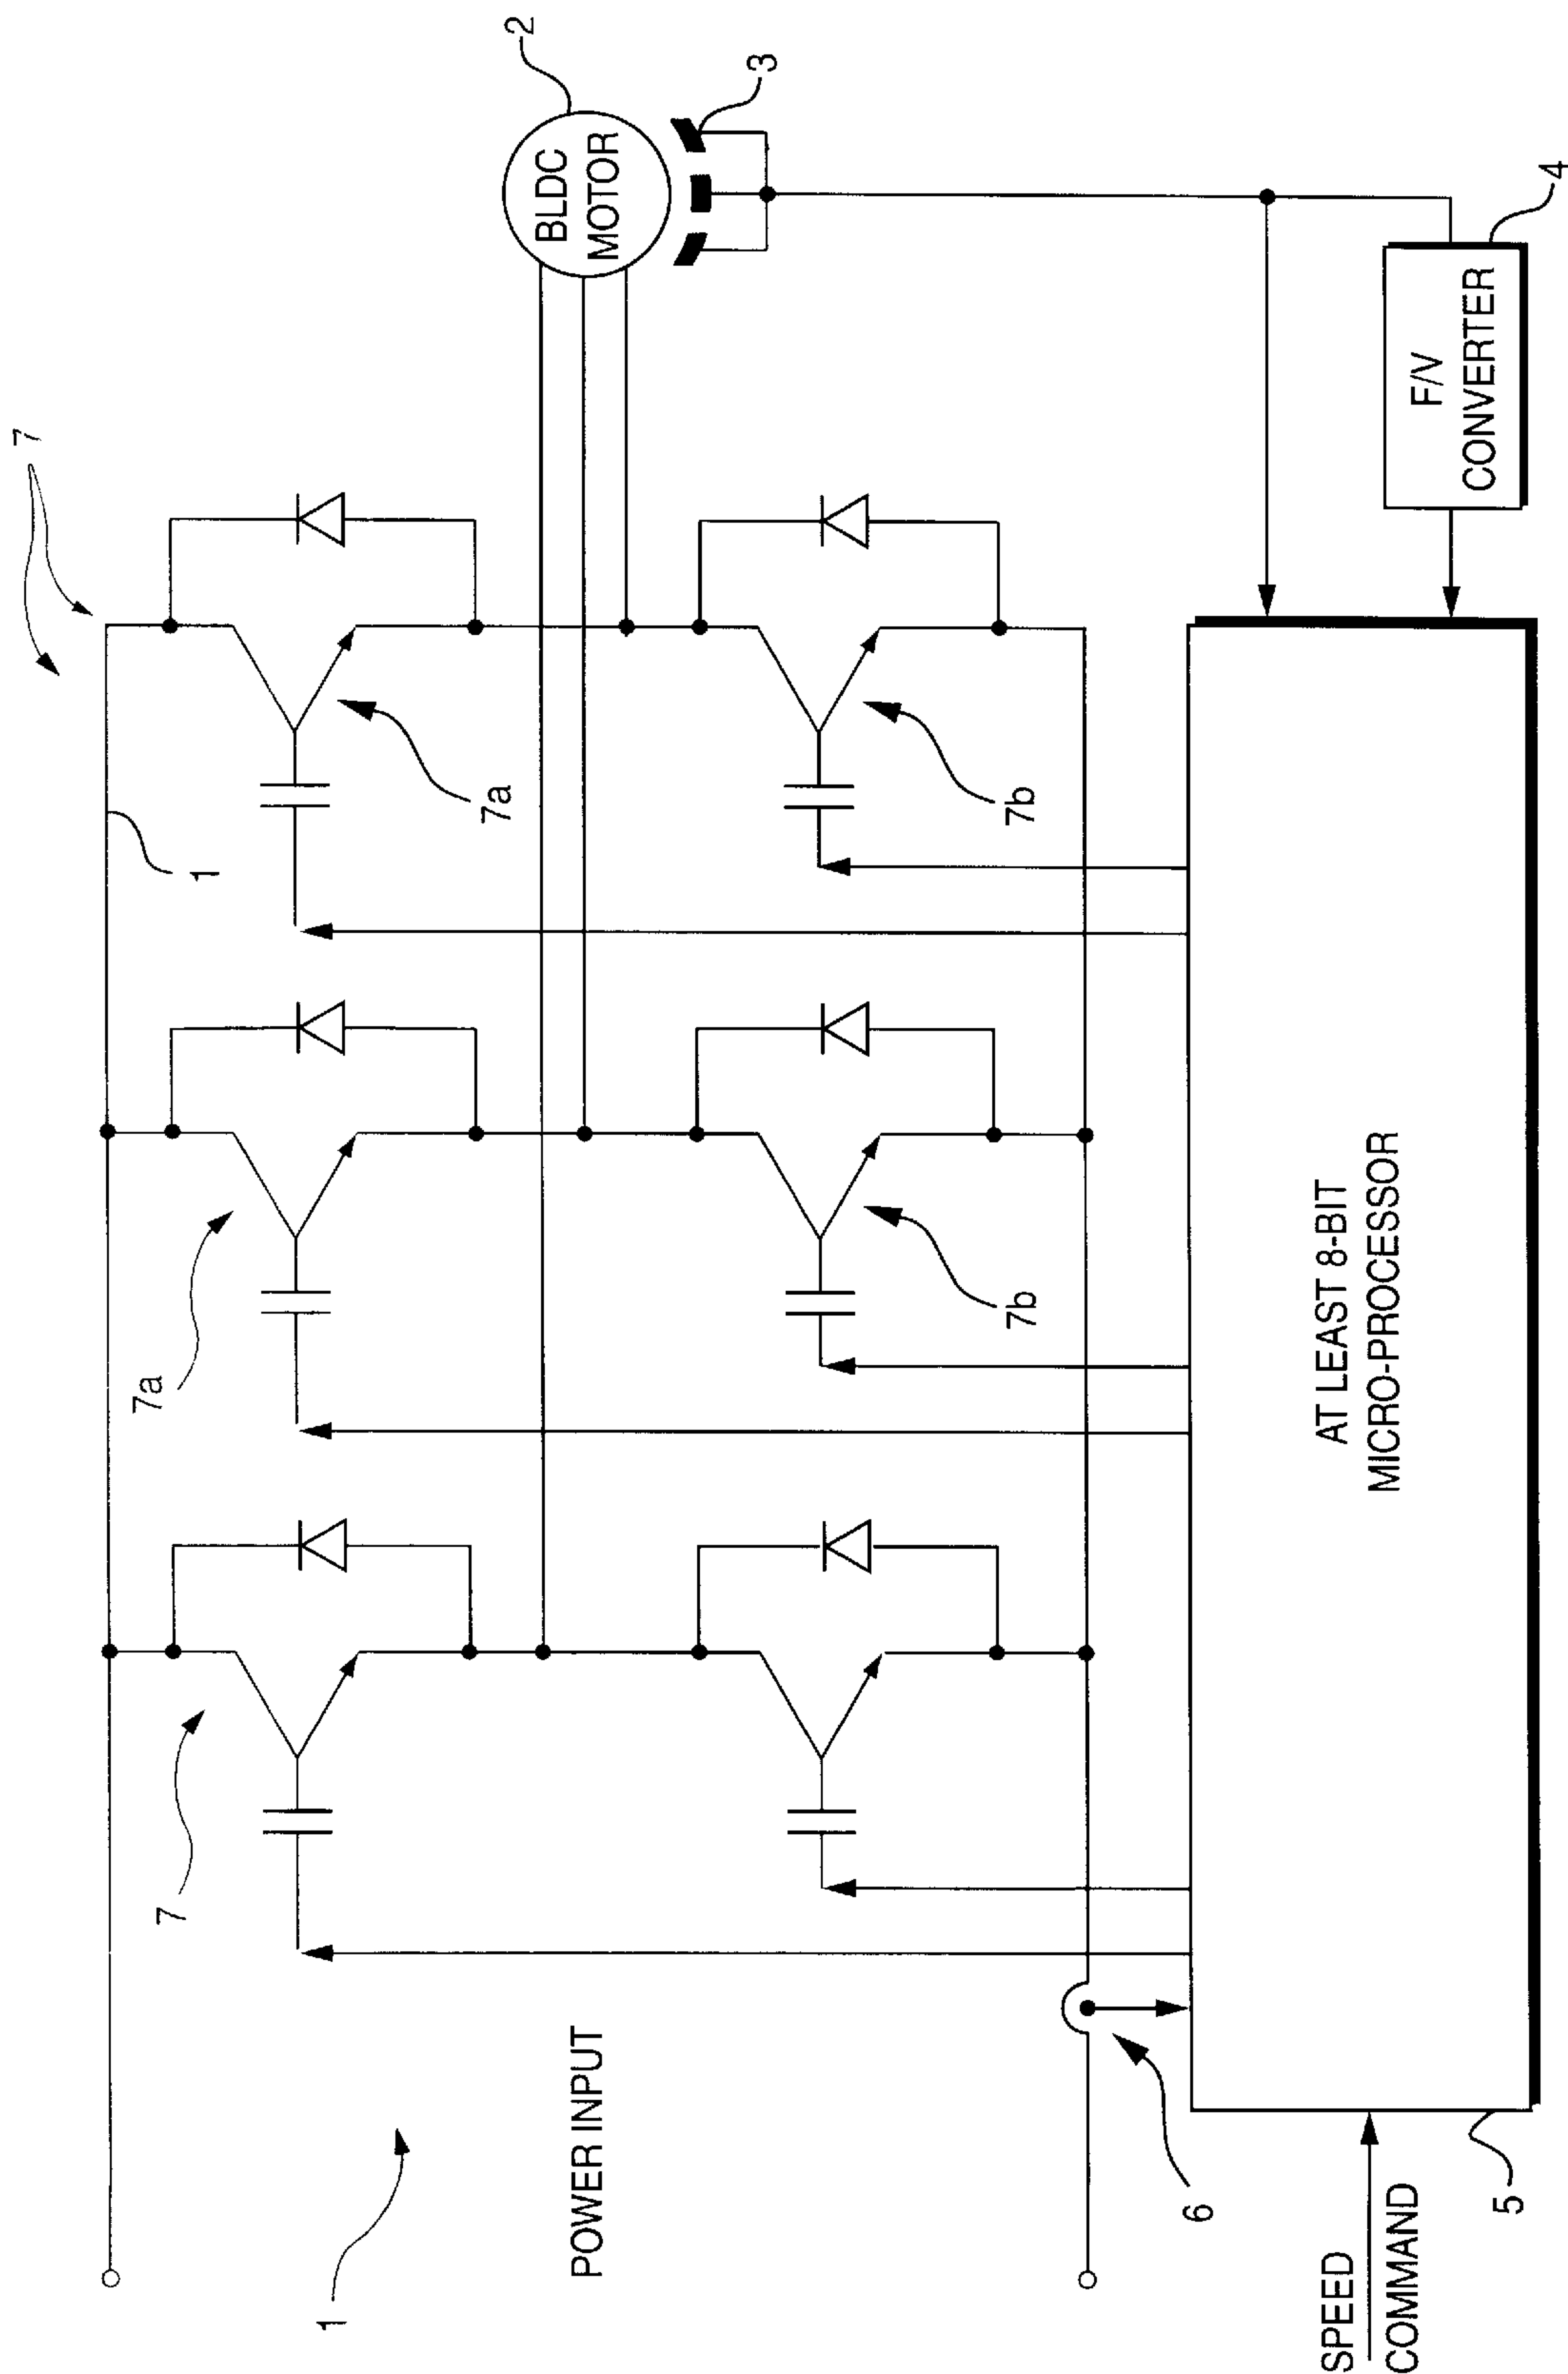 7
2
BLDC
MOTOR
3
1
7a
7b
7a
7b
7
F/V
CONVERTER
4
1
POWER INPUT
6
AT LEAST 8-BIT
MICRO-PROCESSOR
SPEED
COMMAND
5